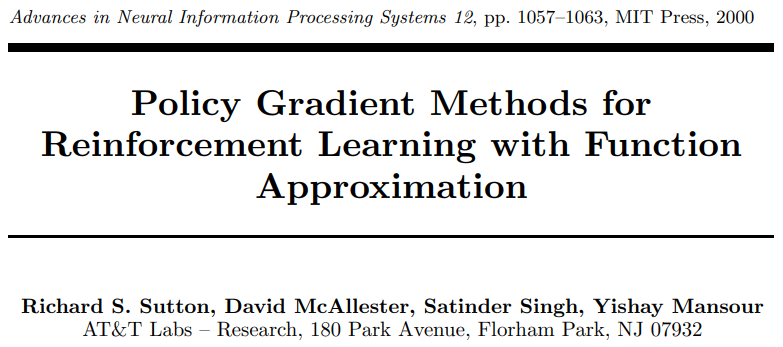 Advances in Neural Information Processing Systems 12, pp. 1057–1063, MIT Press, 2000
Policy Gradient Methods for
Reinforcement Learning with Function
Approximation
Richard S. Sutton, David McAllester, Satinder Singh, Yishay Mansour
AT&T Labs – Research, 180 Park Avenue, Florham Park, NJ 07932